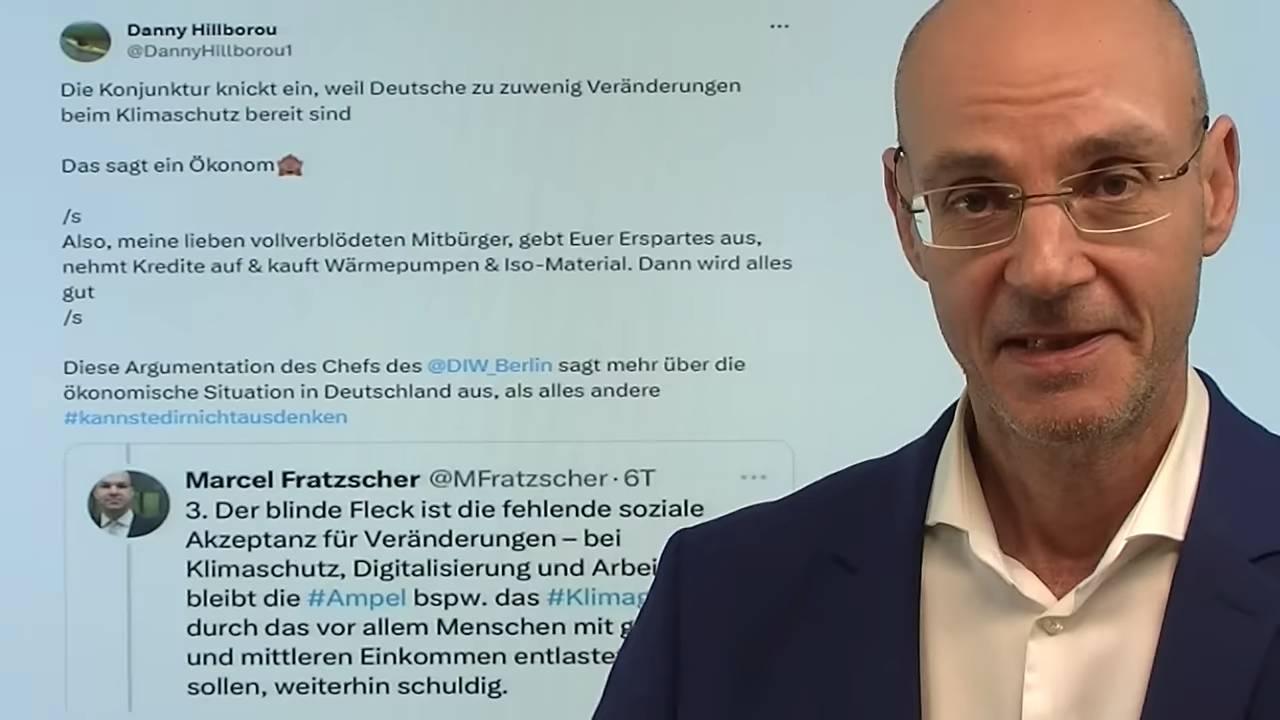 Danny Hillborou
@DannyHillborou1
Die Konjunktur knickt ein, weil Deutsche zu zuwenig Veränderungen
beim Klimaschutz bereit sind
Das sagt ein Ökonom🙈
/s
Also, meine lieben vollverblödeten Mitbürger, gebt Euer Erspartes aus,
nehmt Kredite auf & kauft Wärmepumpen & Iso-Material. Dann wird alles
gut
/s
Diese Argumentation des Chefs des @DIW_Berlin sagt mehr über die
ökonomische Situation in Deutschland aus, als alles andere
#kannstedirnichtausdenken
Marcel Fratzscher @MFratzscher · 6T
3. Der blinde Fleck ist die fehlende soziale
Akzeptanz für Veränderungen – bei
Klimaschutz, Digitalisierung und Arbei
bleibt die #Ampel bspw. das #Klimag
durch das vor allem Menschen mit g
und mittleren Einkommen entlaste
sollen, weiterhin schuldig.